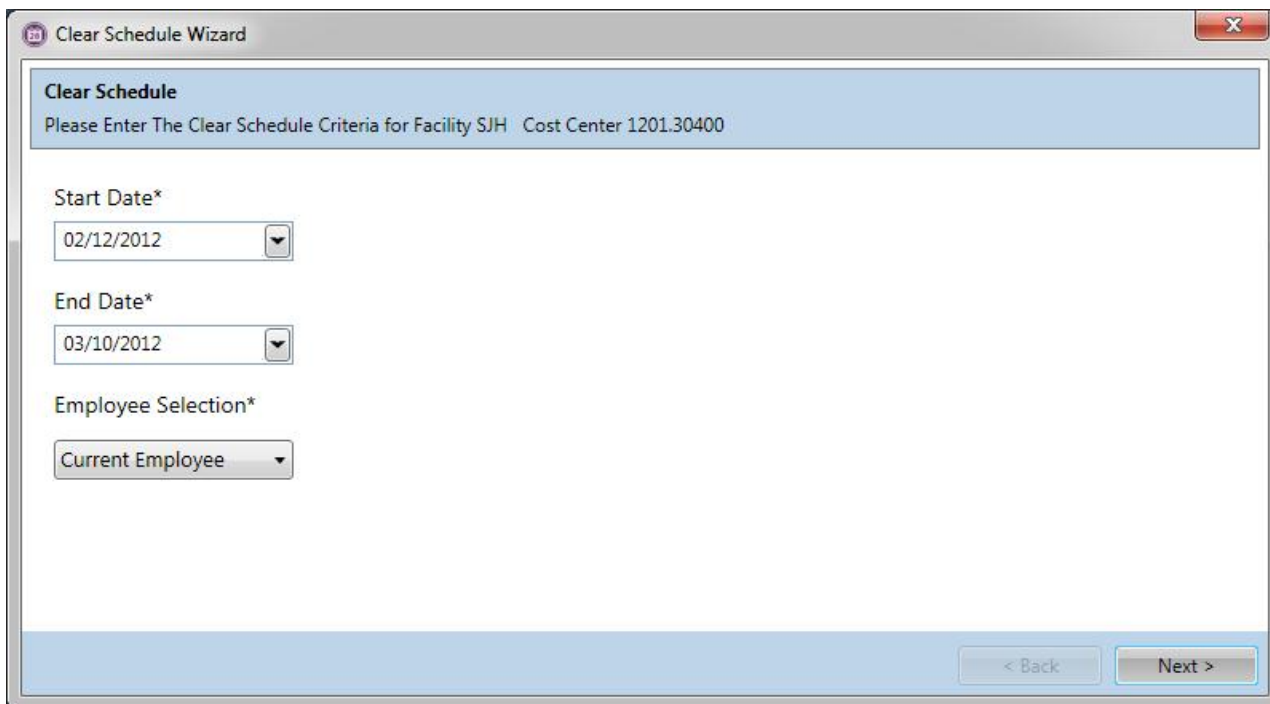 Clear Schedule Wizard
Clear Schedule
Please Enter The Clear Schedule Criteria for Facility SJH Cost Center 1201.30400
Start Date*
02/12/2012
End Date*
03/10/2012
Employee Selection*
Current Employee
< Back Next >